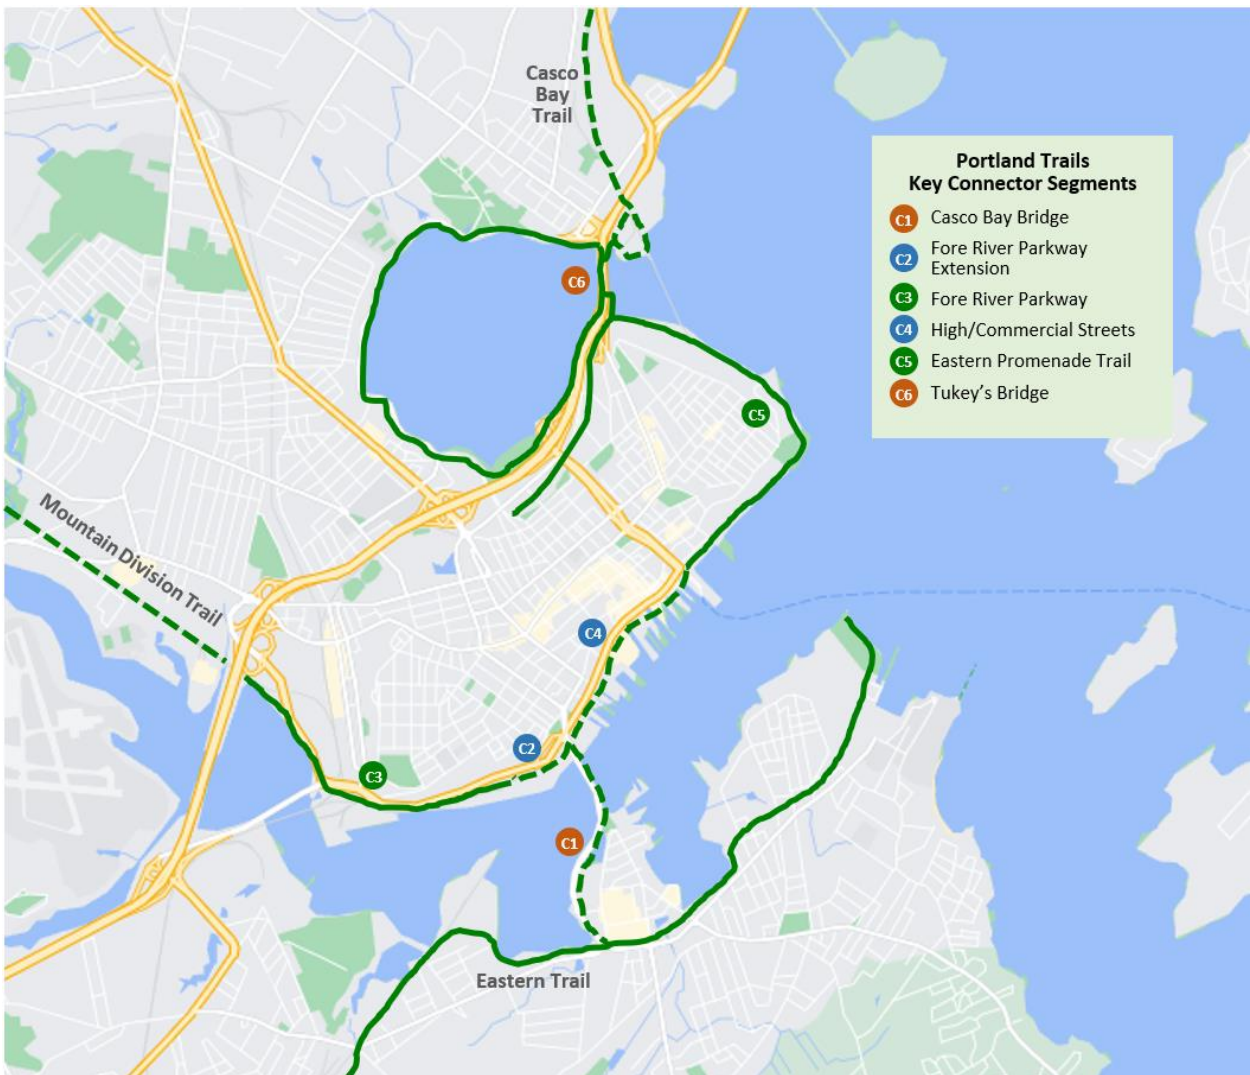 Casco
Bay
Trail
Portland Trails
Key Connector Segments
C1 Casco Bay Bridge
C2 Fore River Parkway
Extension
C3 Fore River Parkway
C4 High/Commercial Streets
C5 Eastern Promenade Trail
C6 Tukey's Bridge
C6
C5
Mountain Division Trail
C4
C2
C3
C1
Eastern Trail